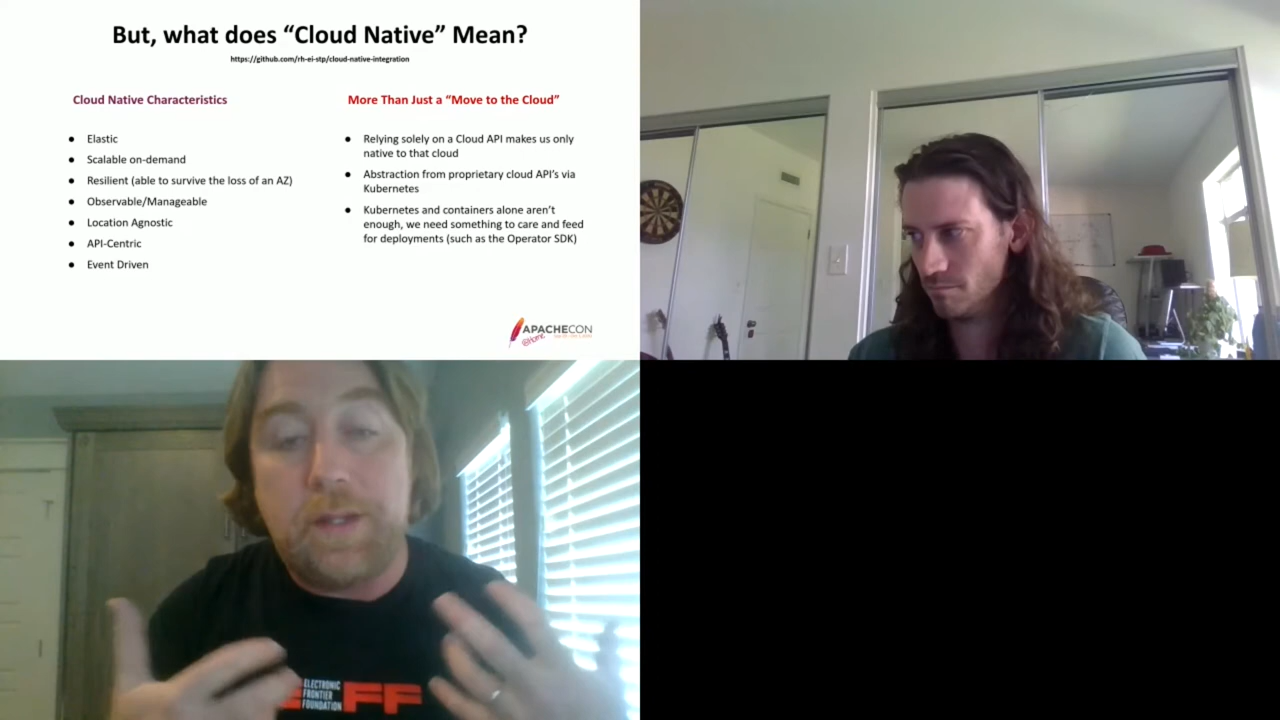 But, what does “Cloud Native” Mean?
https://github.com/rh-ei-stp/cloud-native-integration
Cloud Native Characteristics
● Elastic
● Scalable on-demand
● Resilient (able to survive the loss of an AZ)
● Observable/Manageable
● Location Agnostic
● API-Centric
● Event Driven
More Than Just a “Move to the Cloud”
● Relying solely on a Cloud API makes us only
native to that cloud
● Abstraction from proprietary cloud API’s via
Kubernetes
● Kubernetes and containers alone aren’t
enough, we need something to care and feed
for deployments (such as the Operator SDK)
APACHECON
@home
ELECTRONIC
FRONTIER
FOUNDATION
EFF